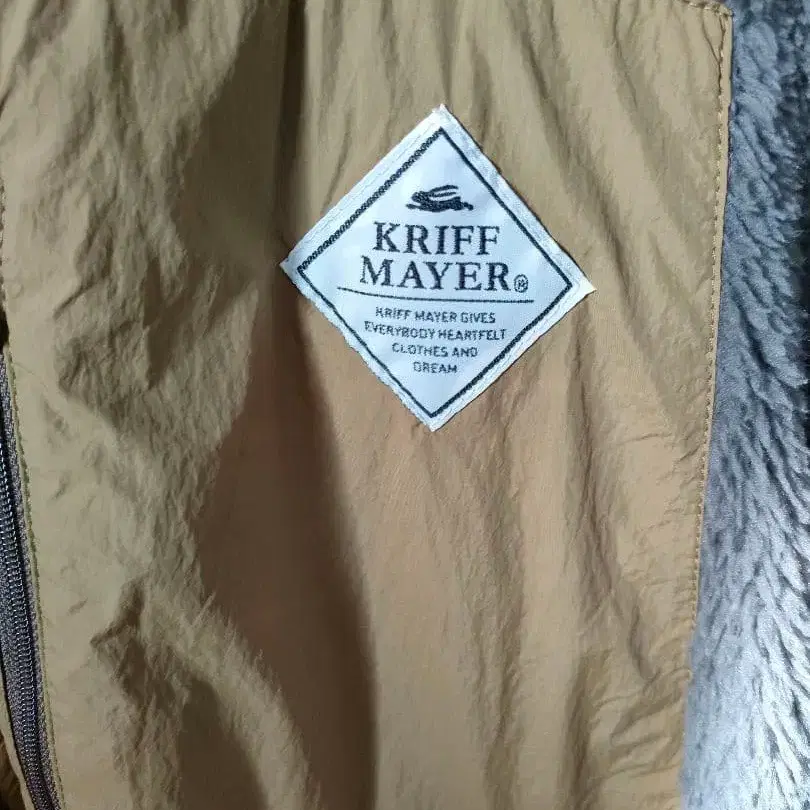 KRIFF
MAYER®
KRIFF MAYER GIVES
EVERYBODY HEARTFELT
CLOTHES AND
DREAM